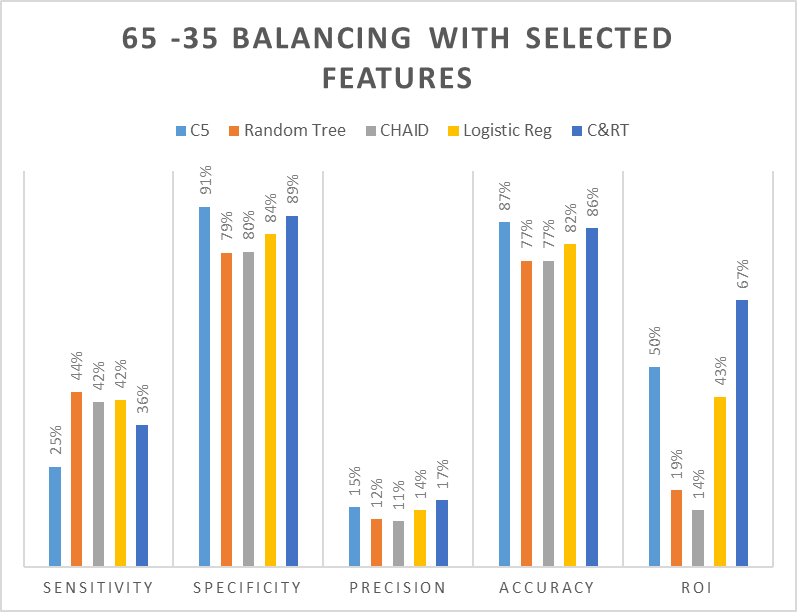 65 -35 BALANCING WITH SELECTED
FEATURES
C5 Random Tree CHAID Logistic Reg C&RT
25% 44% 42% 42% 36%
91% 79% 80% 84% 89%
15% 12% 11% 14% 17%
87% 77% 77% 82% 86%
50% 19% 14% 43% 67%
SENSITIVITY SPECIFICITY PRECISION ACCURACY ROI